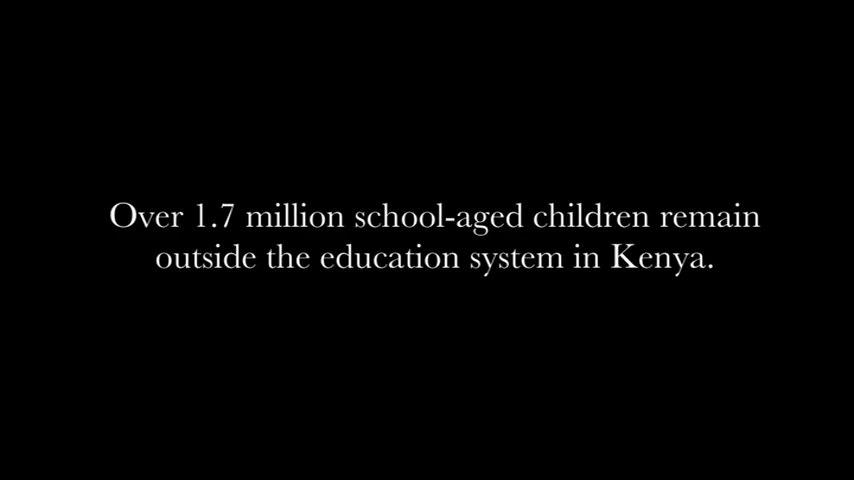 Over 1.7 million school-aged children remain
outside the education system in Kenya.